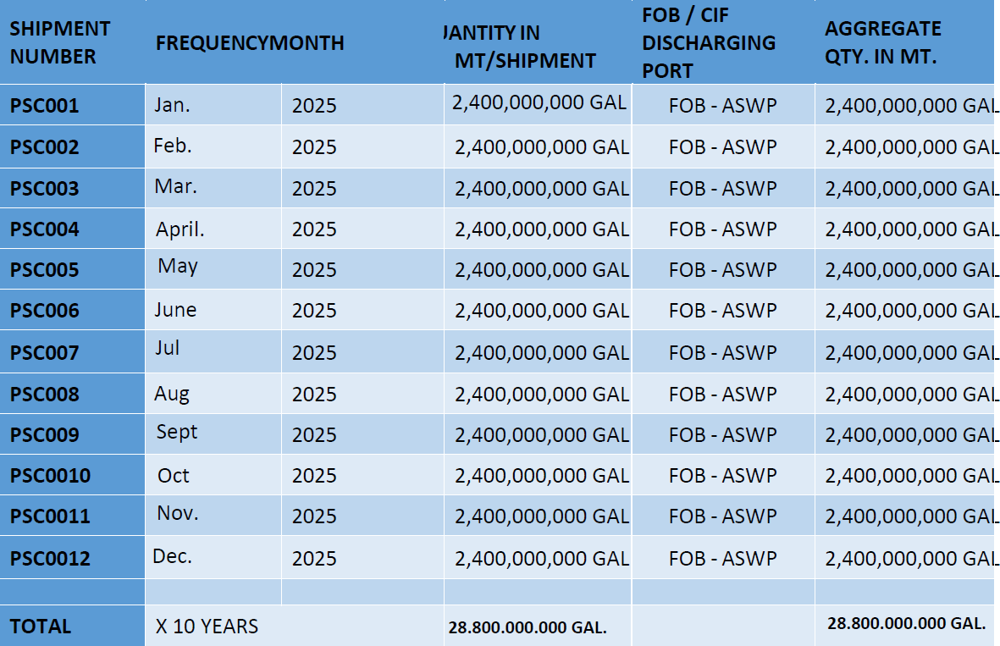 SHIPMENT NUMBER FREQUENCYMONTH UANTITY IN MT/SHIPMENT FOB / CIF DISCHARGING PORT AGGREGATE QTY. IN MT.
PSC001 Jan. 2025 2,400,000,000 GAL FOB - ASWP 2,400,000,000 GAL
PSC002 Feb. 2025 2,400,000,000 GAL FOB - ASWP 2,400,000,000 GAL
PSC003 Mar. 2025 2,400,000,000 GAL FOB - ASWP 2,400,000,000 GAL
PSC004 April. 2025 2,400,000,000 GAL FOB - ASWP 2,400,000,000 GAL
PSC005 May 2025 2,400,000,000 GAL FOB - ASWP 2,400,000,000 GAL
PSC006 June 2025 2,400,000,000 GAL FOB - ASWP 2,400,000,000 GAL
PSC007 Jul 2025 2,400,000,000 GAL FOB - ASWP 2,400,000,000 GAL
PSC008 Aug 2025 2,400,000,000 GAL FOB - ASWP 2,400,000,000 GAL
PSC009 Sept 2025 2,400,000,000 GAL FOB - ASWP 2,400,000,000 GAL
PSC0010 Oct 2025 2,400,000,000 GAL FOB - ASWP 2,400,000,000 GAL
PSC0011 Nov. 2025 2,400,000,000 GAL FOB - ASWP 2,400,000,000 GAL
PSC0012 Dec. 2025 2,400,000,000 GAL FOB - ASWP 2,400,000,000 GAL
TOTAL X 10 YEARS 28.800.000.000 GAL. 28.800.000.000 GAL.